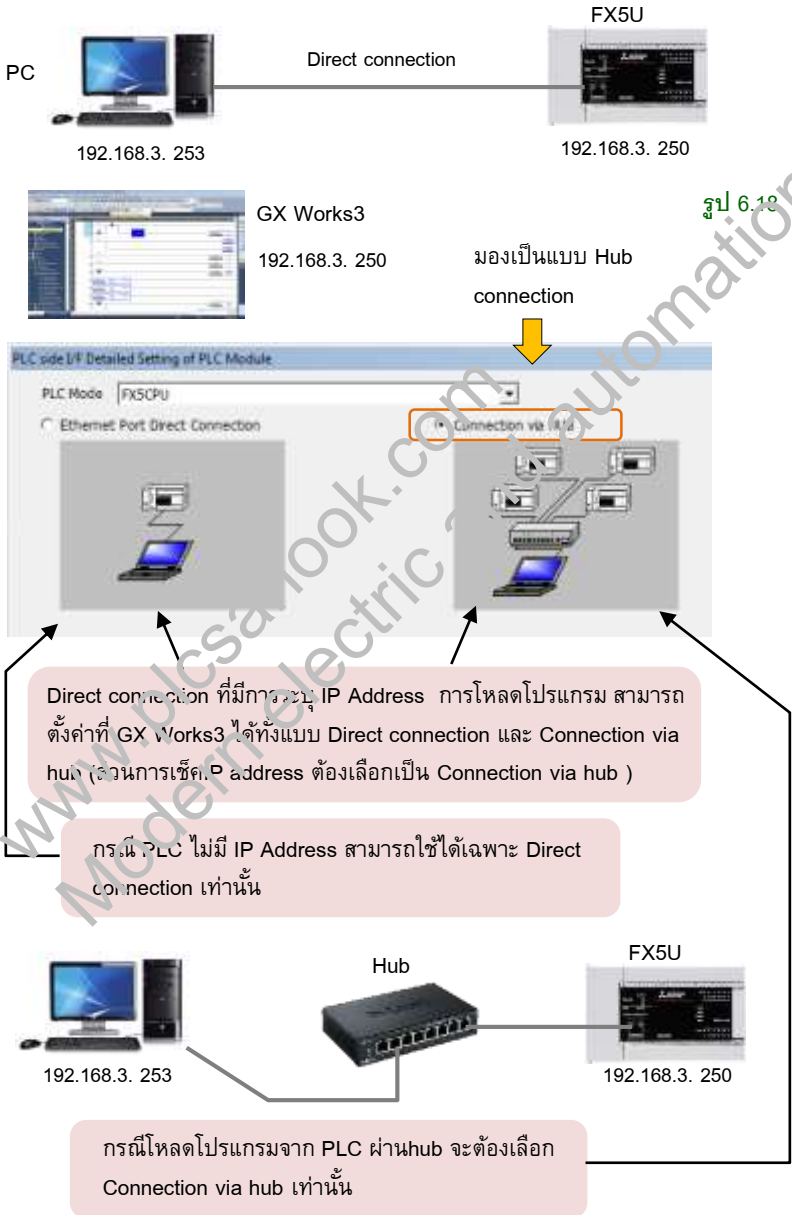 FX5U
Direct connection
PC
192.168.3. 253
192.168.3. 250
รูป 6.18
GX Works3
192.168.3. 250
มองเป็นแบบ Hub
connection
PLC side I/F Detailed Setting of PLC Module
PLC Mode FX5CPU
Ethernet Port Direct Connection
Connection via HUB
Direct connection ที่มีการระบุ IP Address การโหลดโปรแกรม สามารถ
ตั้งค่าที่ GX Works3 ได้ทั้งแบบ Direct connection และ Connection via
hub (ส่วนการเช็คIP address ต้องเลือกเป็น Connection via hub )
กรณี PLC ไม่มี IP Address สามารถใช้ได้เฉพาะ Direct
connection เท่านั้น
FX5U
Hub
192.168.3. 253
192.168.3. 250
กรณีโหลดโปรแกรมจาก PLC ผ่านhub จะต้องเลือก
Connection via hub เท่านั้น